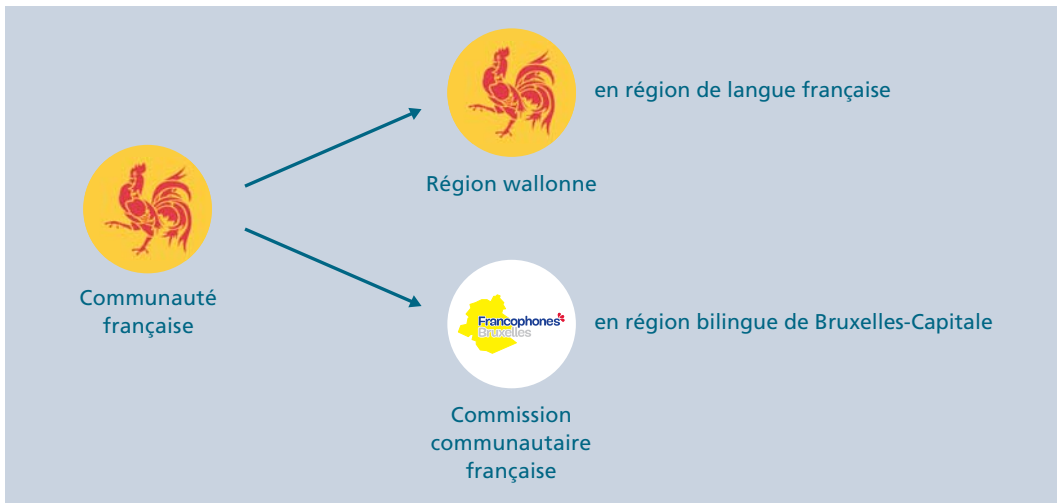 en région de langue française
Région wallonne
Communauté
française
Francophones
Bruxelles
en région bilingue de Bruxelles-Capitale
Commission
communautaire
française